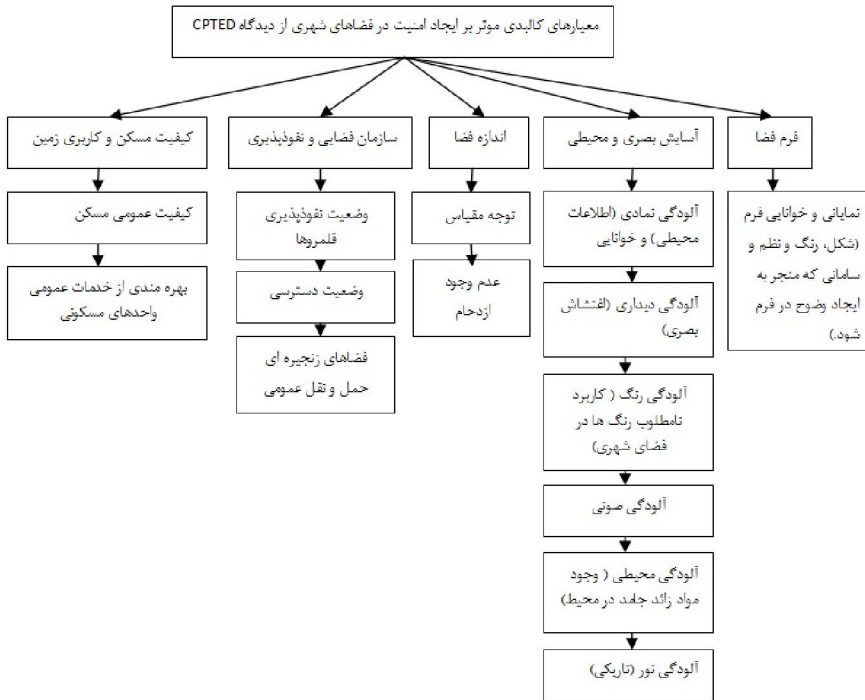 معیارهای کالبدی موثر بر ایجاد امنیت در فضاهای شهری از دیدگاه CPTED
فرم فضا
نمایانی و خوانایی فرم
(شکل، رنگ و نظم و
سامانی که منجر به
ایجاد وضوح در فرم
شود.)
آسایش بصری و محیطی
آلودگی نمادی (اطلاعات
محیطی) و خوانایی
آلودگی دیداری (اغتشاش
بصری)
آلودگی رنگ ( کاربرد
نامطلوب رنگ ها در
فضای شهری)
آلودگی صوتی
آلودگی محیطی ( وجود
مواد زائد جامد در محیط)
آلودگی نور (تاریکی)
اندازه فضا
توجه مقیاس
عدم وجود
ازدحام
سازمان فضایی و نفوذپذیری
وضعیت نفوذپذیری
قلمروها
وضعیت دسترسی
فضاهای زنجیره ای
حمل و نقل عمومی
کیفیت مسکن و کاربری زمین
کیفیت عمومی مسکن
بهره مندی از خدمات عمومی
واحدهای مسکونی